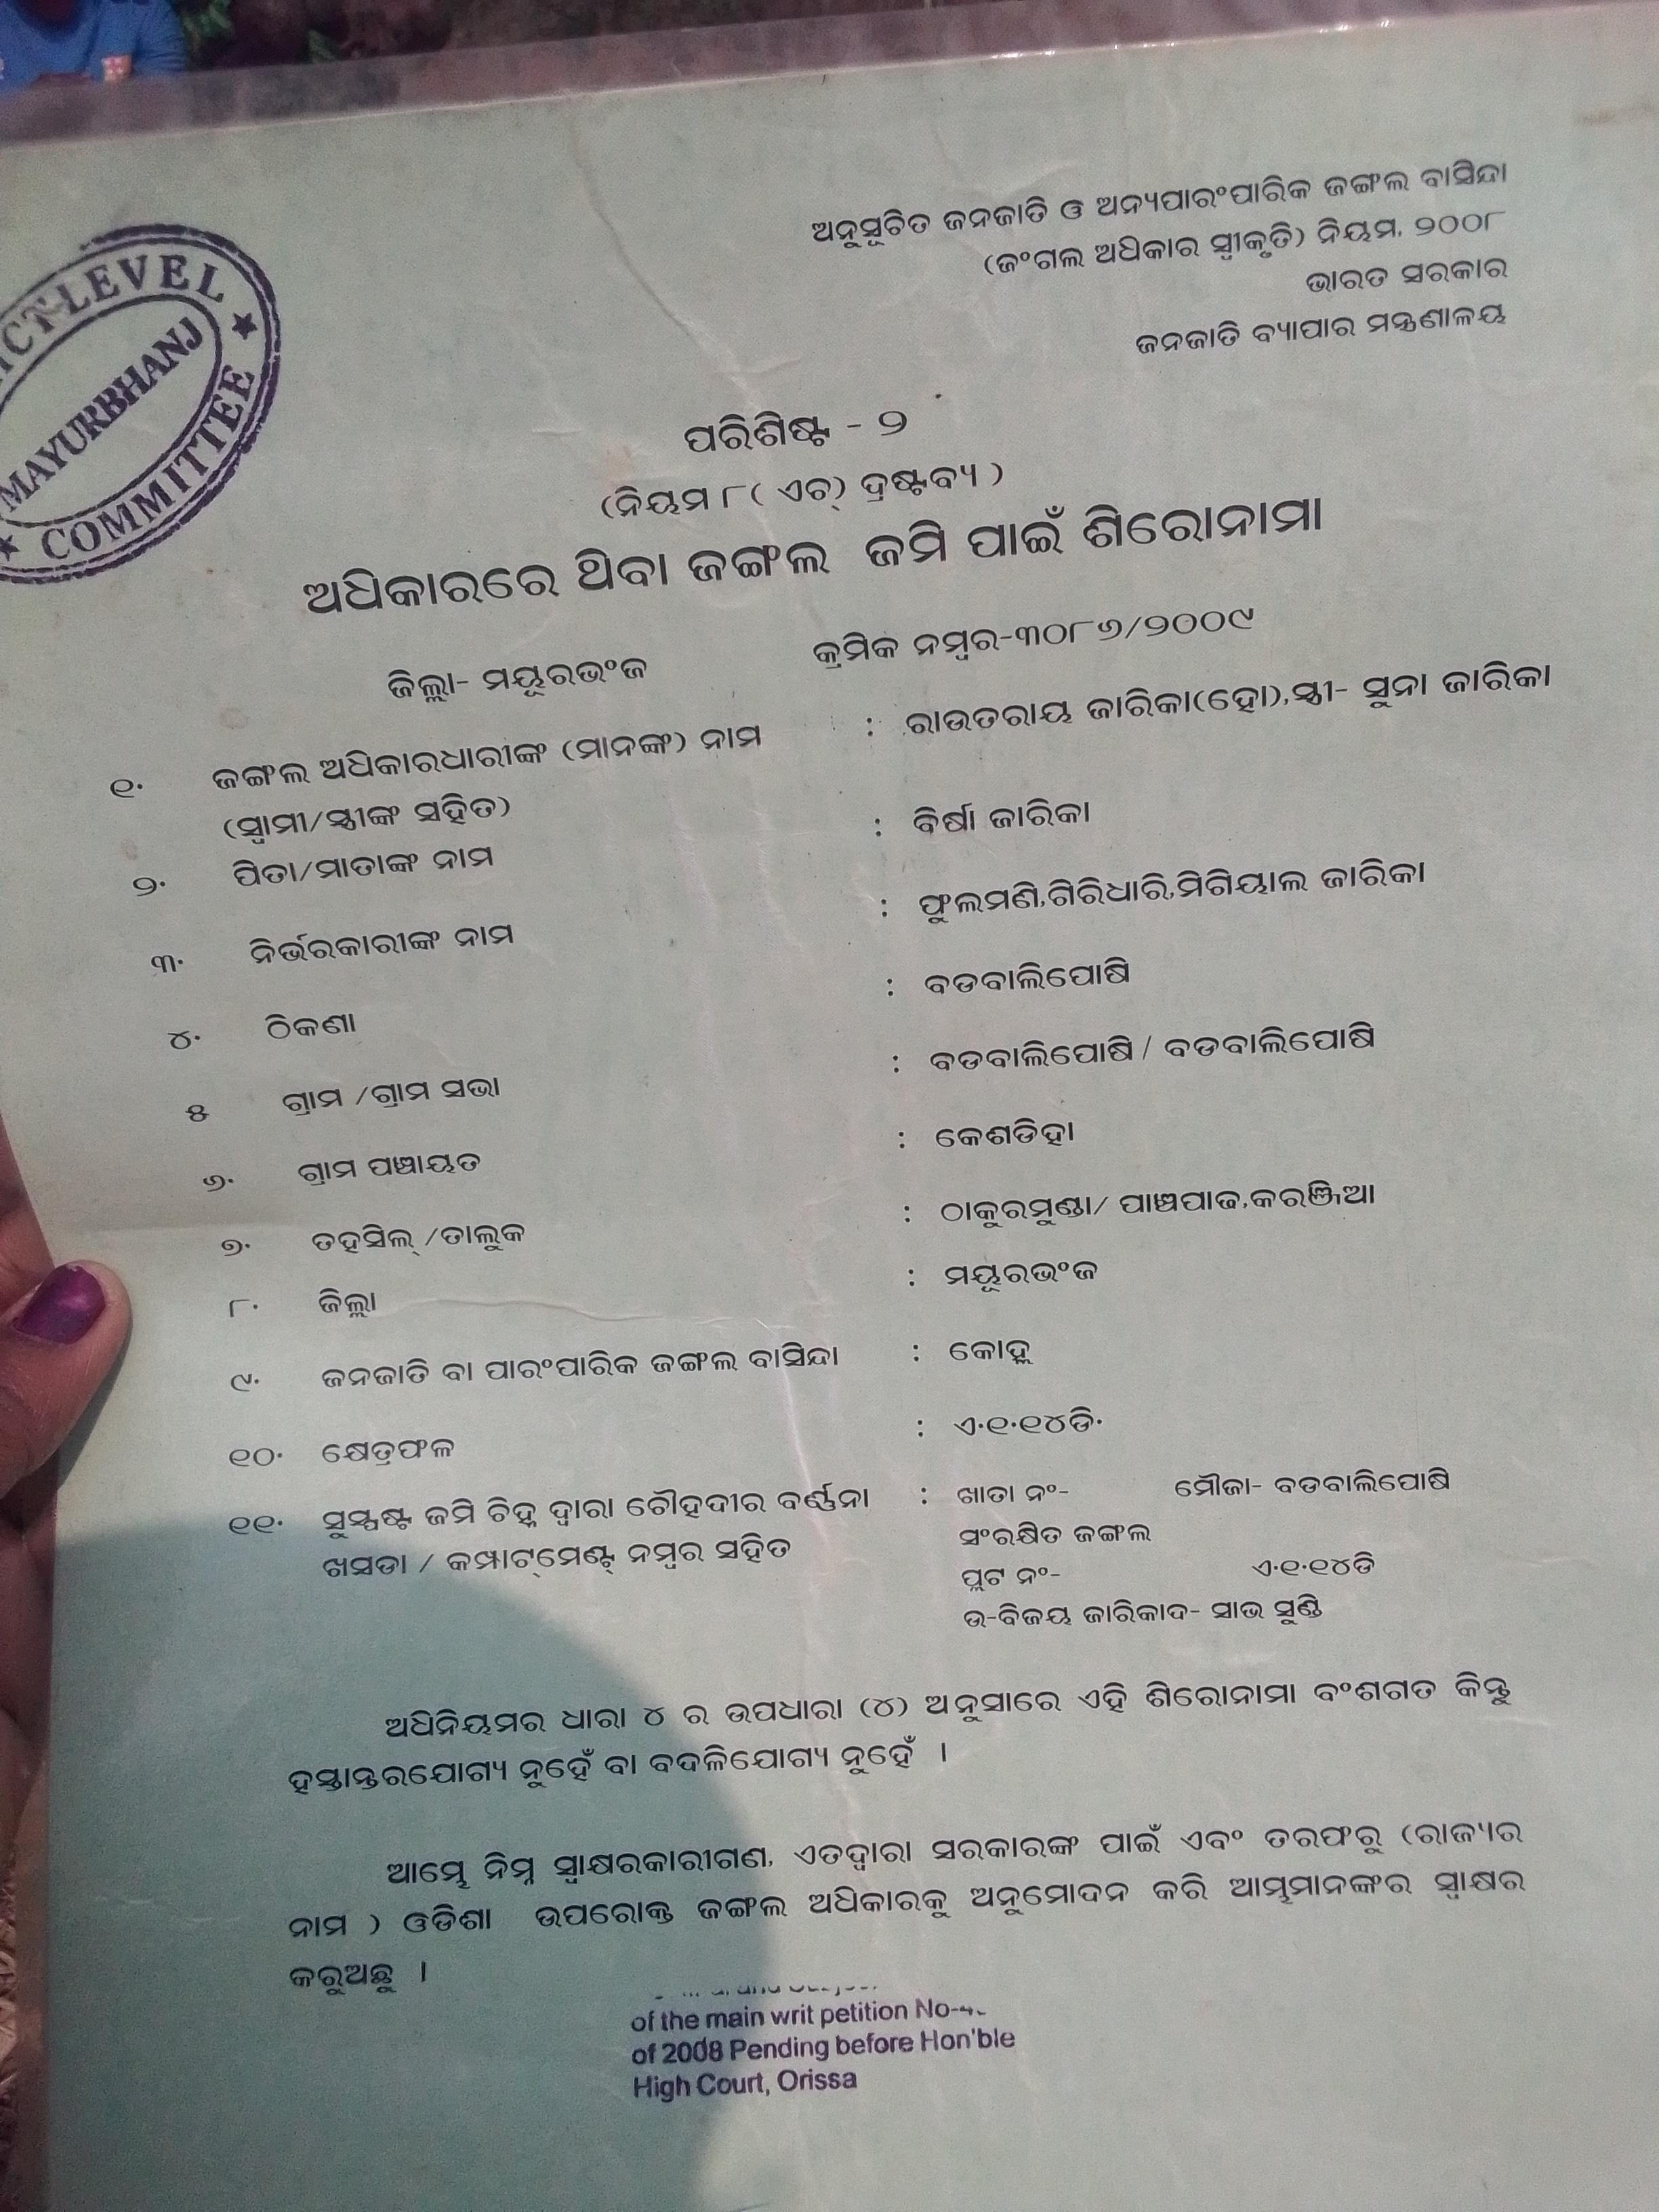 ଅନୁସୂଚିତ ଜନଜାତି ଓ ଅନ୍ୟପାରଂପାରିକ ଜଙ୍ଗଲ ବାସିନ୍ଦା
(ଜଂଗଲ ଅଧିକାର ସ୍ୱୀକୃତି) ନିୟମ, ୨୦୦୮
ଭାରତ ସରକାର
ଜନଜାତି ବ୍ୟାପାର ମନ୍ତ୍ରଣାଳୟ
LEVEL
MAYURBHANJ
COMMITTEE
ପରିଶିଷ୍ଟ - ୨
(ନିୟମ ୮( ଏଚ୍) ଦ୍ରଷ୍ଟବ୍ୟ )
ଅଧିକାରରେ ଥିବା ଜଙ୍ଗଲ ଜମି ପାଇଁ ଶିରୋନାମା
ଜିଲ୍ଲା- ମୟୂରଭଂଜ କ୍ରମିକ ନମ୍ବର-୩୦୮୬/୨୦୦୯
୧. ଜଙ୍ଗଲ ଅଧିକାରଧାରୀଙ୍କ (ମାନଙ୍କ) ନାମ : ରାଉତରାୟ ଜାରିକା(ହୋ),ସ୍ତ୍ରୀ- ସୁନା ଜାରିକା
(ସ୍ୱାମୀ/ସ୍ତ୍ରୀଙ୍କ ସହିତ)
୨. ପିତା/ମାତାଙ୍କ ନାମ : ବିର୍ଷା ଜାରିକା
୩. ନିର୍ଭରକାରୀଙ୍କ ନାମ : ଫୁଲମଣି,ଗିରିଧାରି,ମିଗିୟାଲ ଜାରିକା
୪. ଠିକଣା : ବଡବାଲିପୋଷି
୫ ଗ୍ରାମ /ଗ୍ରାମ ସଭା : ବଡବାଲିପୋଷି / ବଡବାଲିପୋଷି
୬. ଗ୍ରାମ ପଞ୍ଚାୟତ : କେଶଡିହା
୭. ତହସିଲ୍ /ତାଲୁକ : ଠାକୁରମୁଣ୍ଡା/ ପାଞ୍ଚପାଢ,କରଞ୍ଜିଆ
୮. ଜିଲ୍ଲା : ମୟୂରଭଂଜ
୯. ଜନଜାତି ବା ପାରଂପାରିକ ଜଙ୍ଗଲ ବାସିନ୍ଦା : କୋହ୍ଲ
୧୦. କ୍ଷେତ୍ରଫଳ : ଏ.୧.୧୪ଡି.
୧୧. ସୁସ୍ପଷ୍ଟ ଜମି ଚିହ୍ନ ଦ୍ୱାରା ଚୌହଦୀର ବର୍ଣ୍ଣନା : ଖାତା ନଂ- ମୌଜା- ବଡବାଲିପୋଷି
ଖସଡା / କମ୍ପାଟ୍‌ମେଣ୍ଟ୍ ନମ୍ବର ସହିତ ସଂରକ୍ଷିତ ଜଙ୍ଗଲ
ପ୍ଲଟ ନଂ- ଏ.୧.୧୪ଡି
ଉ-ବିଜୟ ଜାରିକାଦ- ସାଭ ସୁଣ୍ଡି
ଅଧିନିୟମର ଧାରା ୪ ର ଉପଧାରା (୪) ଅନୁସାରେ ଏହି ଶିରୋନାମା ବଂଶଗତ କିନ୍ତୁ
ହସ୍ତାନ୍ତରଯୋଗ୍ୟ ନୁହେଁ ବା ବଦଳିଯୋଗ୍ୟ ନୁହେଁ ।
ଆମ୍ଭେ ନିମ୍ନ ସ୍ୱାକ୍ଷରକାରୀଗଣ, ଏତଦ୍ୱାରା ସରକାରଙ୍କ ପାଇଁ ଏବଂ ତରଫରୁ (ରାଜ୍ୟର
ନାମ ) ଓଡିଶା ଉପରୋକ୍ତ ଜଙ୍ଗଲ ଅଧିକାରକୁ ଅନୁମୋଦନ କରି ଆମ୍ଭମାନଙ୍କର ସ୍ୱାକ୍ଷର
କରୁଅଛୁ ।
of the main writ petition
of 2008 Pending before Hon'ble
High Court, Orissa